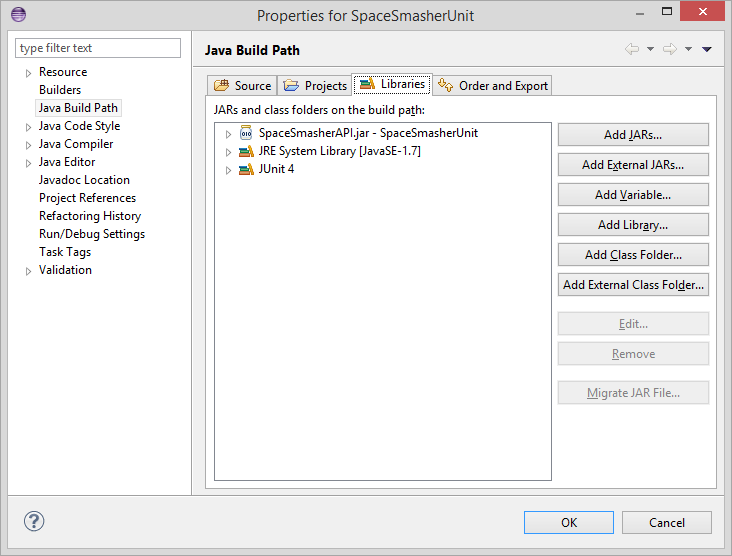 Properties for SpaceSmasherUnit
type filter text
Resource
Builders
Java Build Path
Java Code Style
Java Compiler
Java Editor
Javadoc Location
Project References
Refactoring History
Run/Debug Settings
Task Tags
Validation
Java Build Path
Source Projects Libraries Order and Export
JARs and class folders on the build path:
SpaceSmasherAPI.jar - SpaceSmasherUnit
JRE System Library [JavaSE-1.7]
JUnit 4
Add JARs...
Add External JARs...
Add Variable...
Add Library...
Add Class Folder...
Add External Class Folder...
Edit...
Remove
Migrate JAR File...
OK Cancel